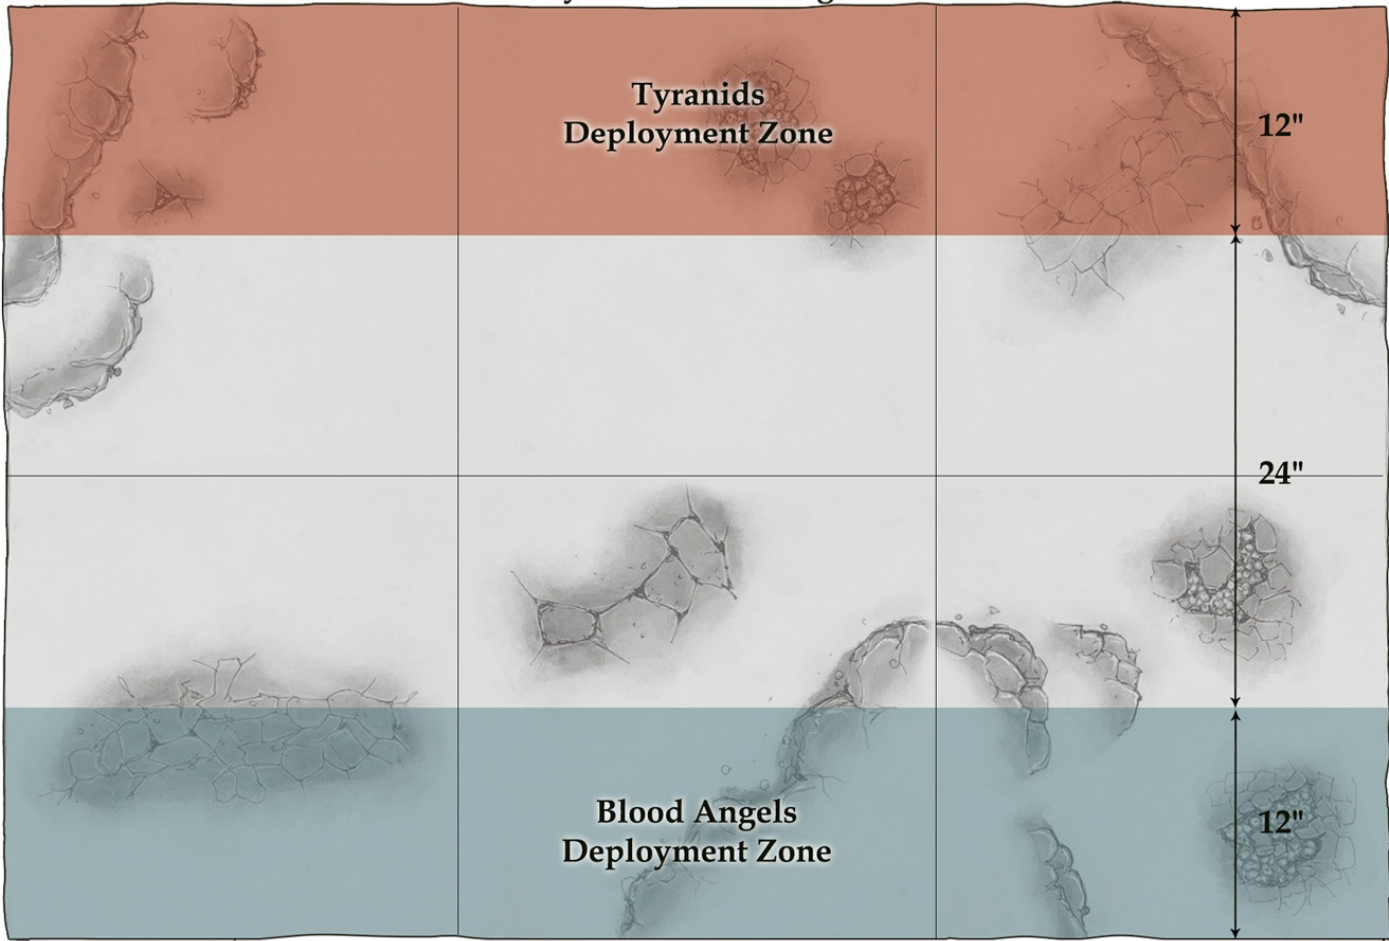 Tyranids
Deployment Zone
12"
24"
Blood Angels
Deployment Zone
12"